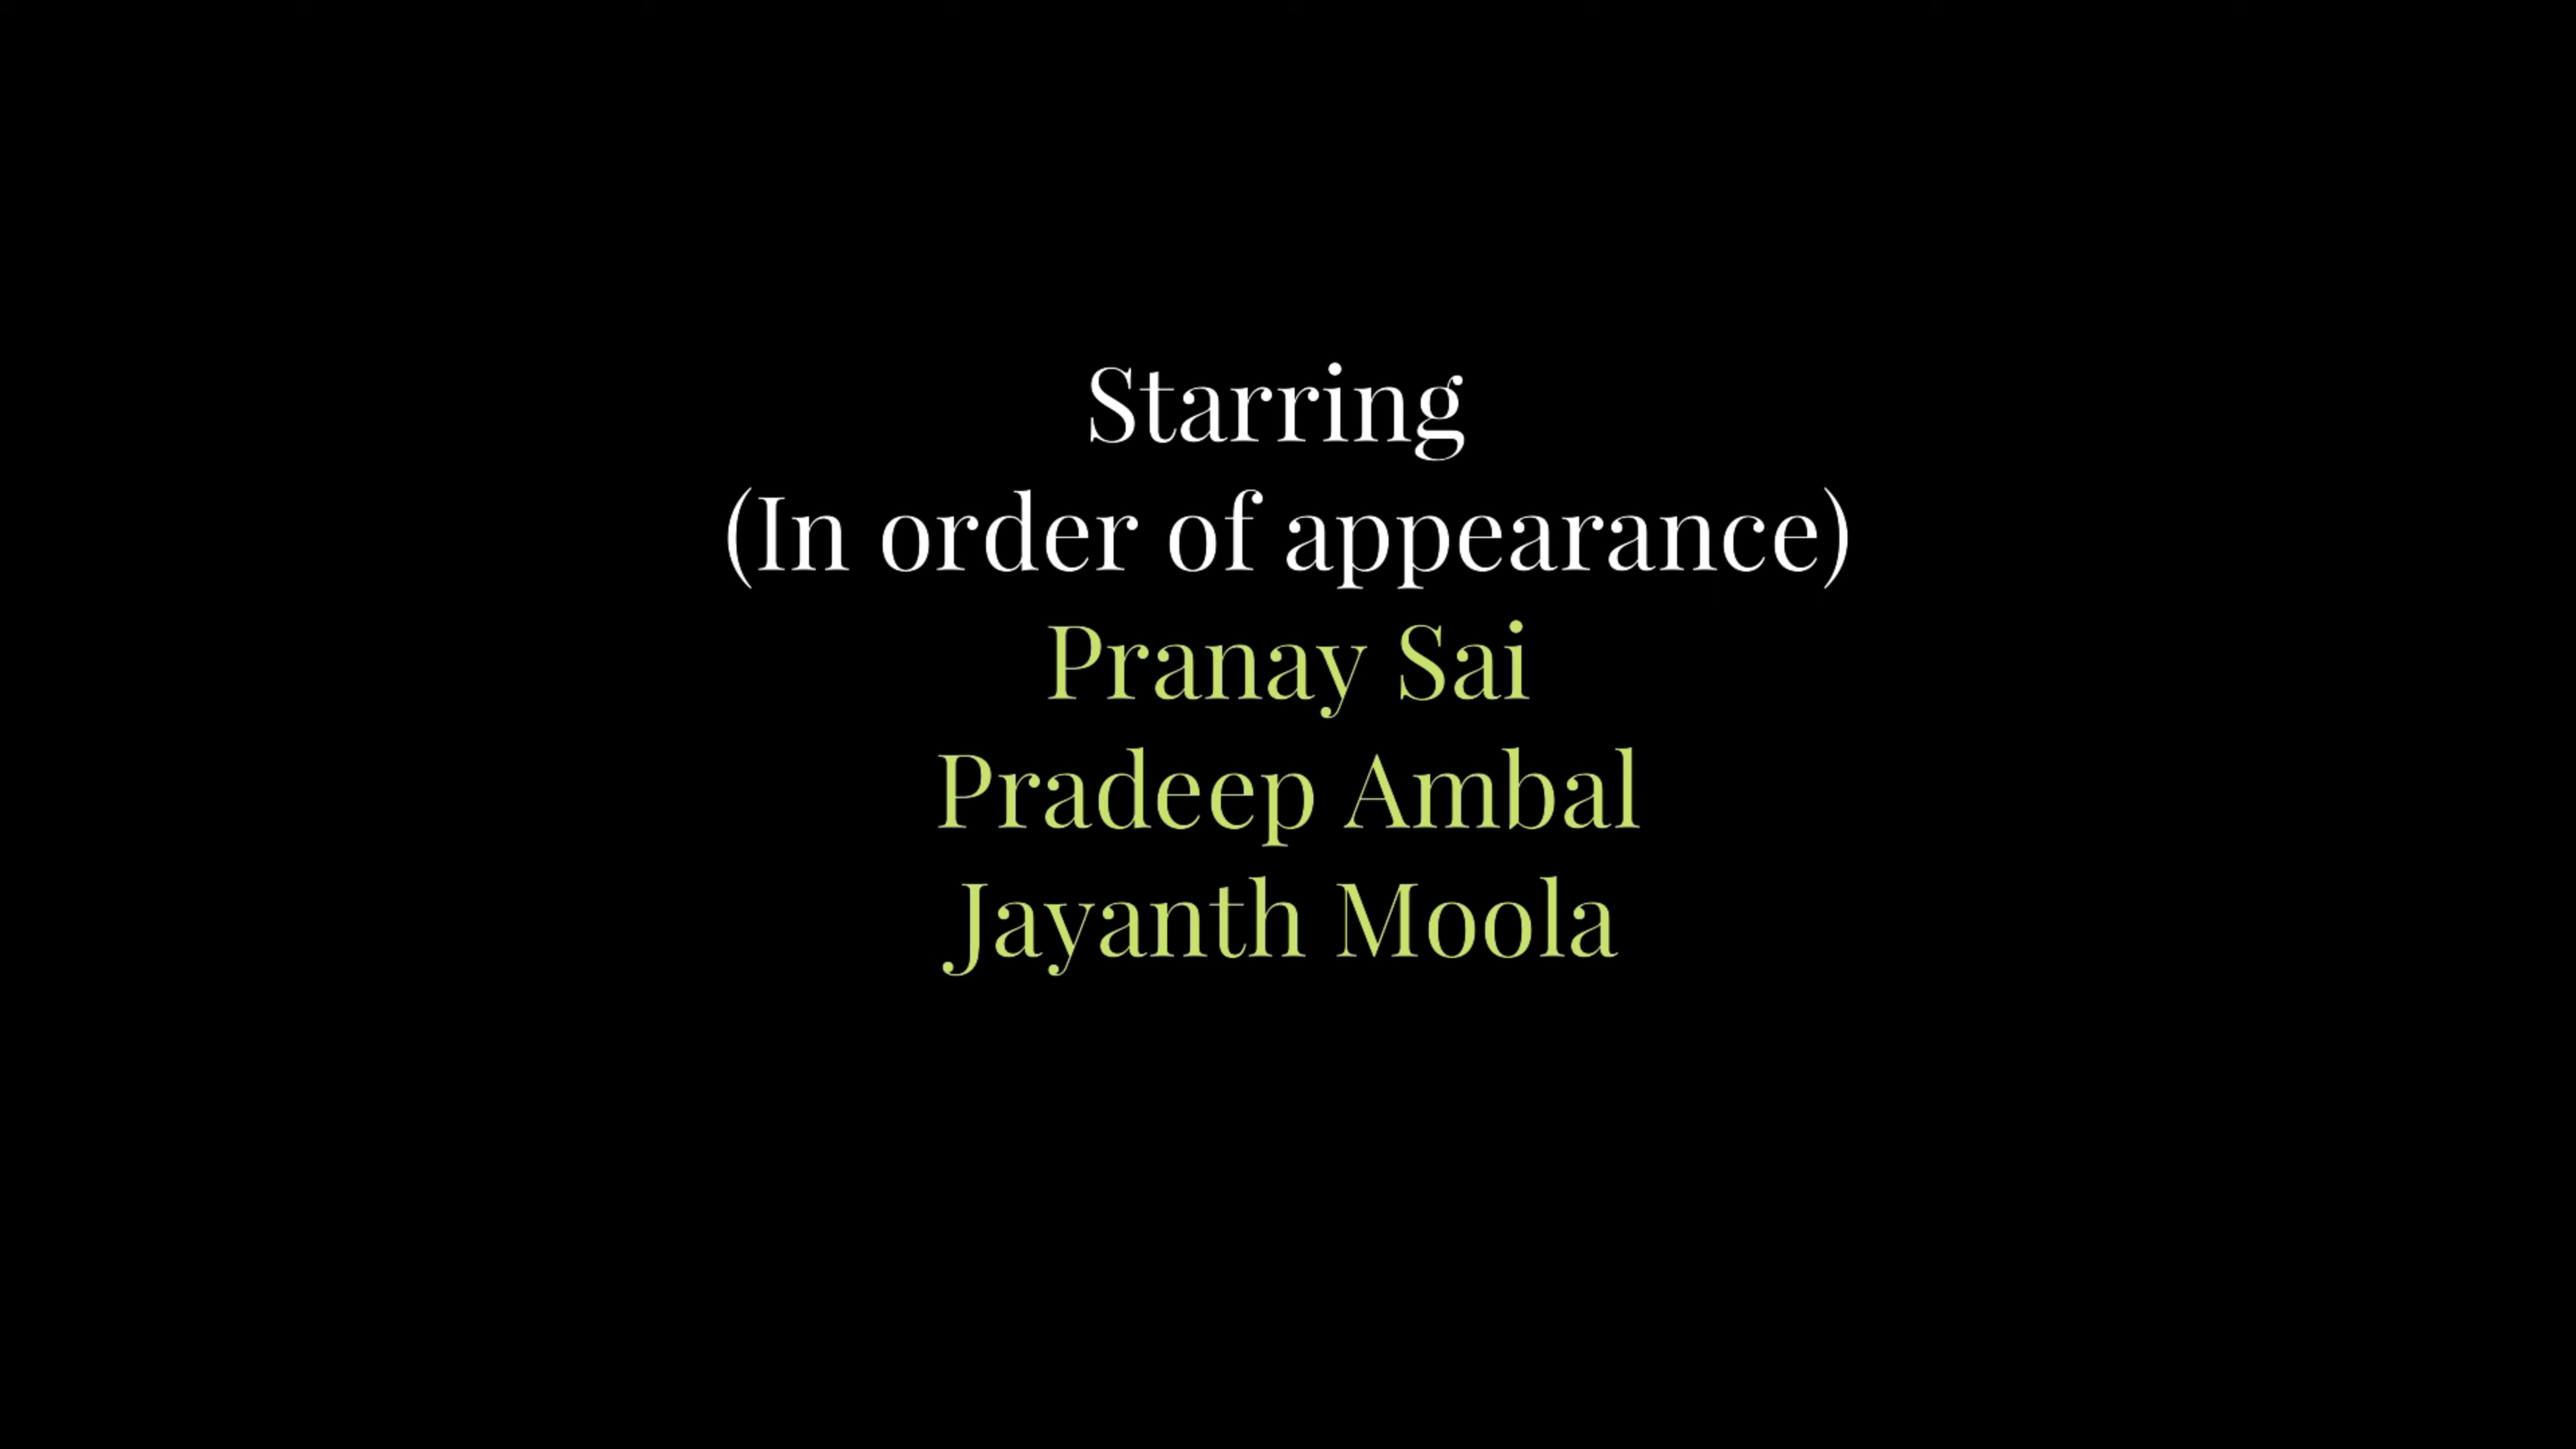 Starring
(In order of appearance)
Pranay Sai
Pradeep Ambal
Jayanth Moola